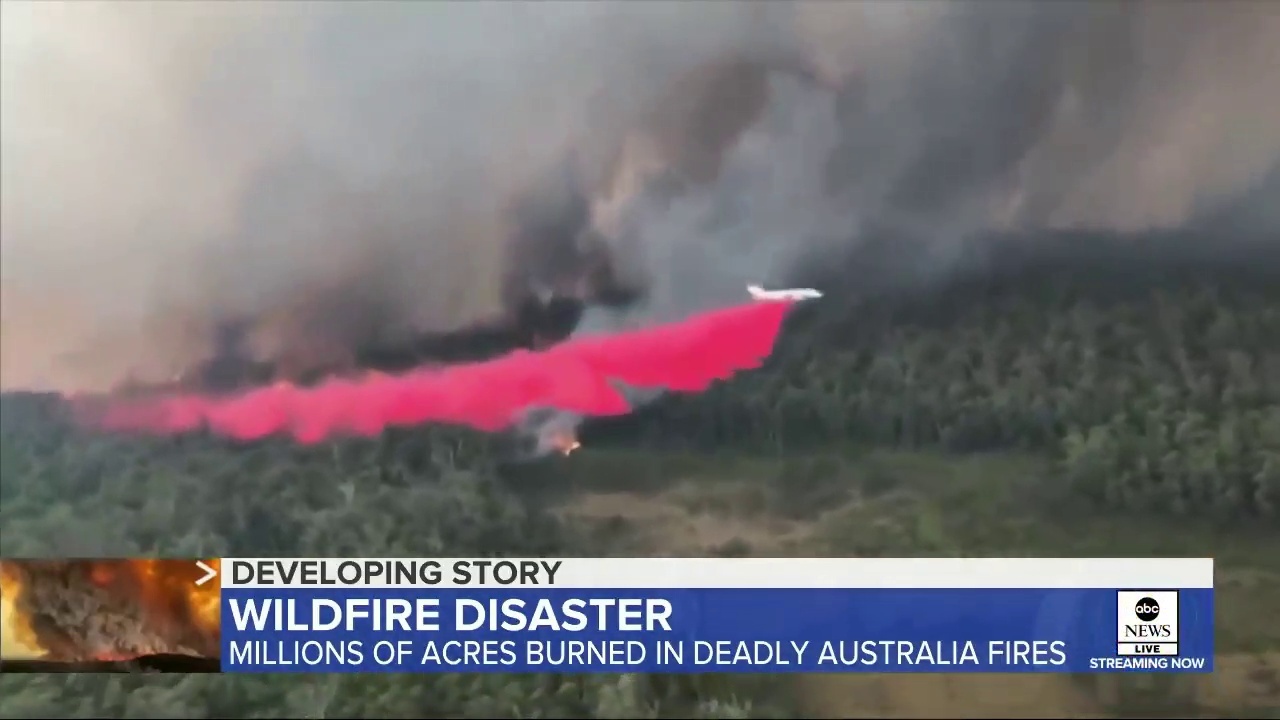 DEVELOPING STORY
WILDFIRE DISASTER
MILLIONS OF ACRES BURNED IN DEADLY AUSTRALIA FIRES
abc
NEWS
LIVE
STREAMING NOW